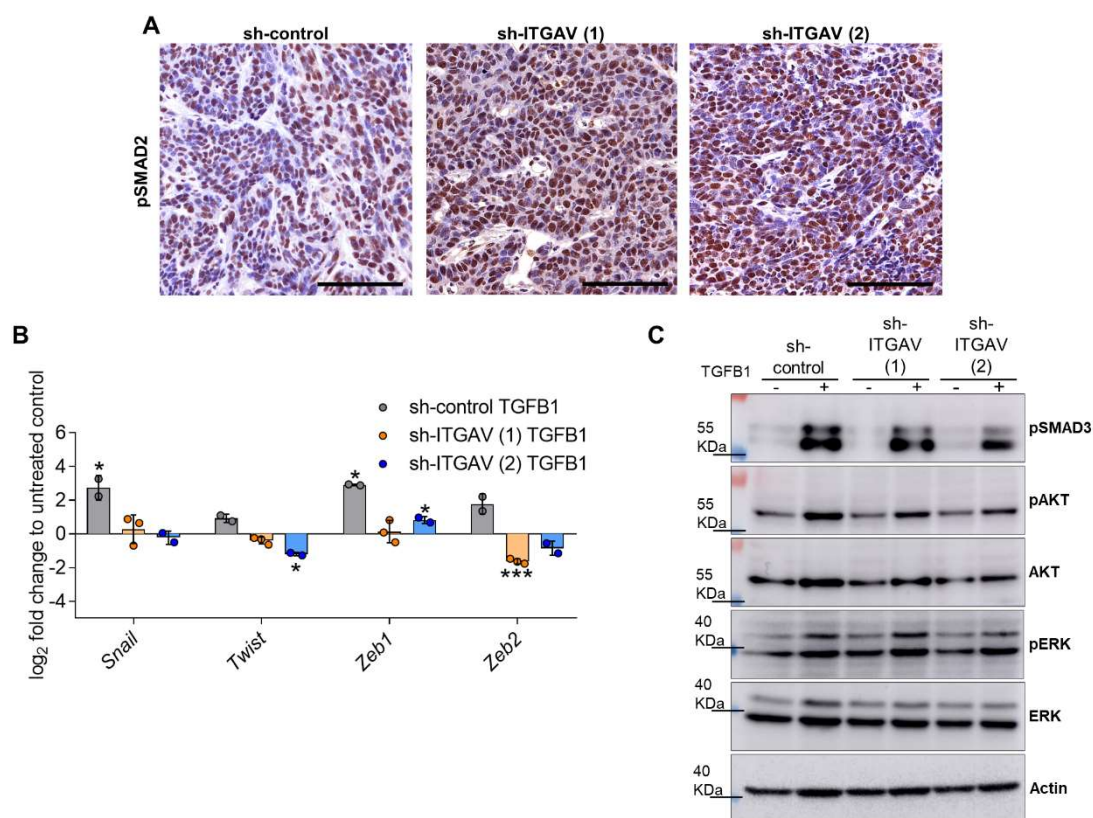 A
sh-control
sh-ITGAV (1)
sh-ITGAV (2)
pSMAD2
B
log2 fold change to untreated control
6
4
2
0
-2
-4
sh-control TGFB1
sh-ITGAV (1) TGFB1
sh-ITGAV (2) TGFB1
*
*
*
*
***
Snail
Twist
Zeb1
Zeb2
C
TGFB1
sh-
control
sh-
ITGAV
(1)
sh-
ITGAV
(2)
- + - + - +
55
KDa
pSMAD3
55
KDa
pAKT
55
KDa
AKT
40
KDa
pERK
40
KDa
ERK
40
KDa
Actin